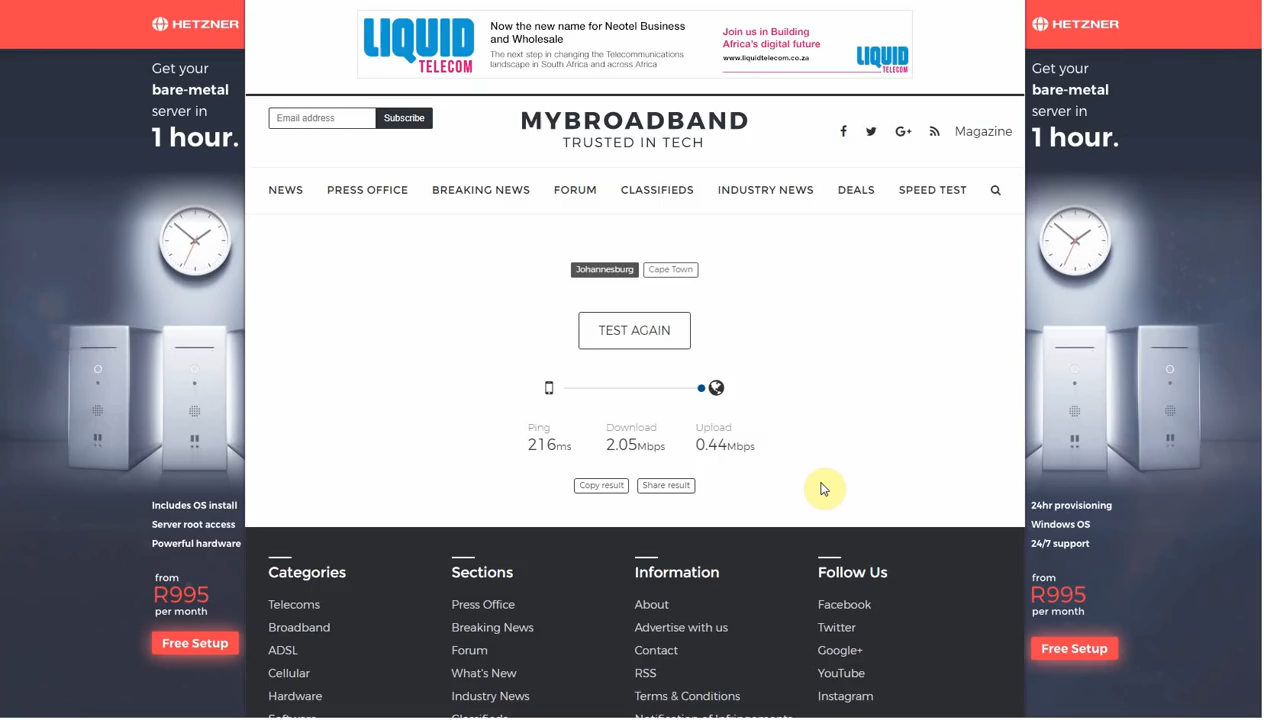 HETZNER
Get your
bare-metal
server in
1 hour.
Includes OS install
Server root access
Powerful hardware
from
R995
per month
Free Setup
LIQUID
TELECOM
Now the new name for Neotel Business
and Wholesale
The next step in changing the Telecommunications
landscape in South Africa and across Africa
Join us in Building
Africa's digital future
www.liquidtelecom.co.za
LIQUID
TELECOM
Email address
Subscribe
MYBROADBAND
TRUSTED IN TECH
Magazine
NEWS PRESS OFFICE BREAKING NEWS FORUM CLASSIFIEDS INDUSTRY NEWS DEALS SPEED TEST
Johannesburg Cape Town
TEST AGAIN
Ping Download Upload
216ms 2.05Mbps 0.44Mbps
Copy result Share result
Categories
Telecoms
Broadband
ADSL
Cellular
Hardware
Sections
Press Office
Breaking News
Forum
What's New
Industry News
Information
About
Advertise with us
Contact
RSS
Terms & Conditions
Follow Us
Facebook
Twitter
Google+
YouTube
Instagram
HETZNER
Get your
bare-metal
server in
1 hour.
24hr provisioning
Windows OS
24/7 support
from
R995
per month
Free Setup